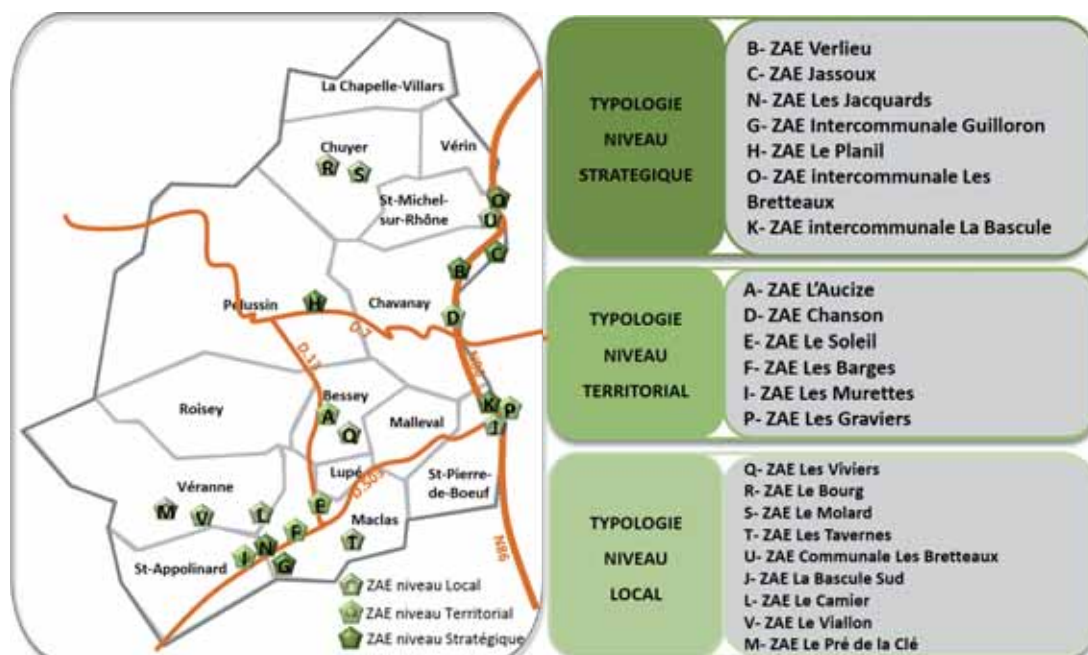 La Chapelle-Villars
Chuyer
Vérin
R
S
St-Michel-
sur-Rhône
O
U
C
B
Pelussin
H
Chavanay
D
D.7
D.13
N86
Roisey
Bessey
A
Q
Malleval
K
P
J
Lupé
D.503
St-Pierre-
de-Boeuf
Véranne
M
V
L
E
F
Maclas
T
N
G
I
St-Appolinard
N86
ZAE niveau Local
ZAE niveau Territorial
ZAE niveau Stratégique
TYPOLOGIE
NIVEAU
STRATEGIQUE
B- ZAE Verlieu
C- ZAE Jassoux
N- ZAE Les Jacquards
G- ZAE Intercommunale Guilloron
H- ZAE Le Planil
O- ZAE intercommunale Les
Bretteaux
K- ZAE intercommunale La Bascule
TYPOLOGIE
NIVEAU
TERRITORIAL
A- ZAE L'Aucize
D- ZAE Chanson
E- ZAE Le Soleil
F- ZAE Les Barges
I- ZAE Les Murettes
P- ZAE Les Graviers
TYPOLOGIE
NIVEAU
LOCAL
Q- ZAE Les Viviers
R- ZAE Le Bourg
S- ZAE Le Molard
T- ZAE Les Tavernes
U- ZAE Communale Les Bretteaux
J- ZAE La Bascule Sud
L- ZAE Le Camier
V- ZAE Le Viallon
M- ZAE Le Pré de la Clé